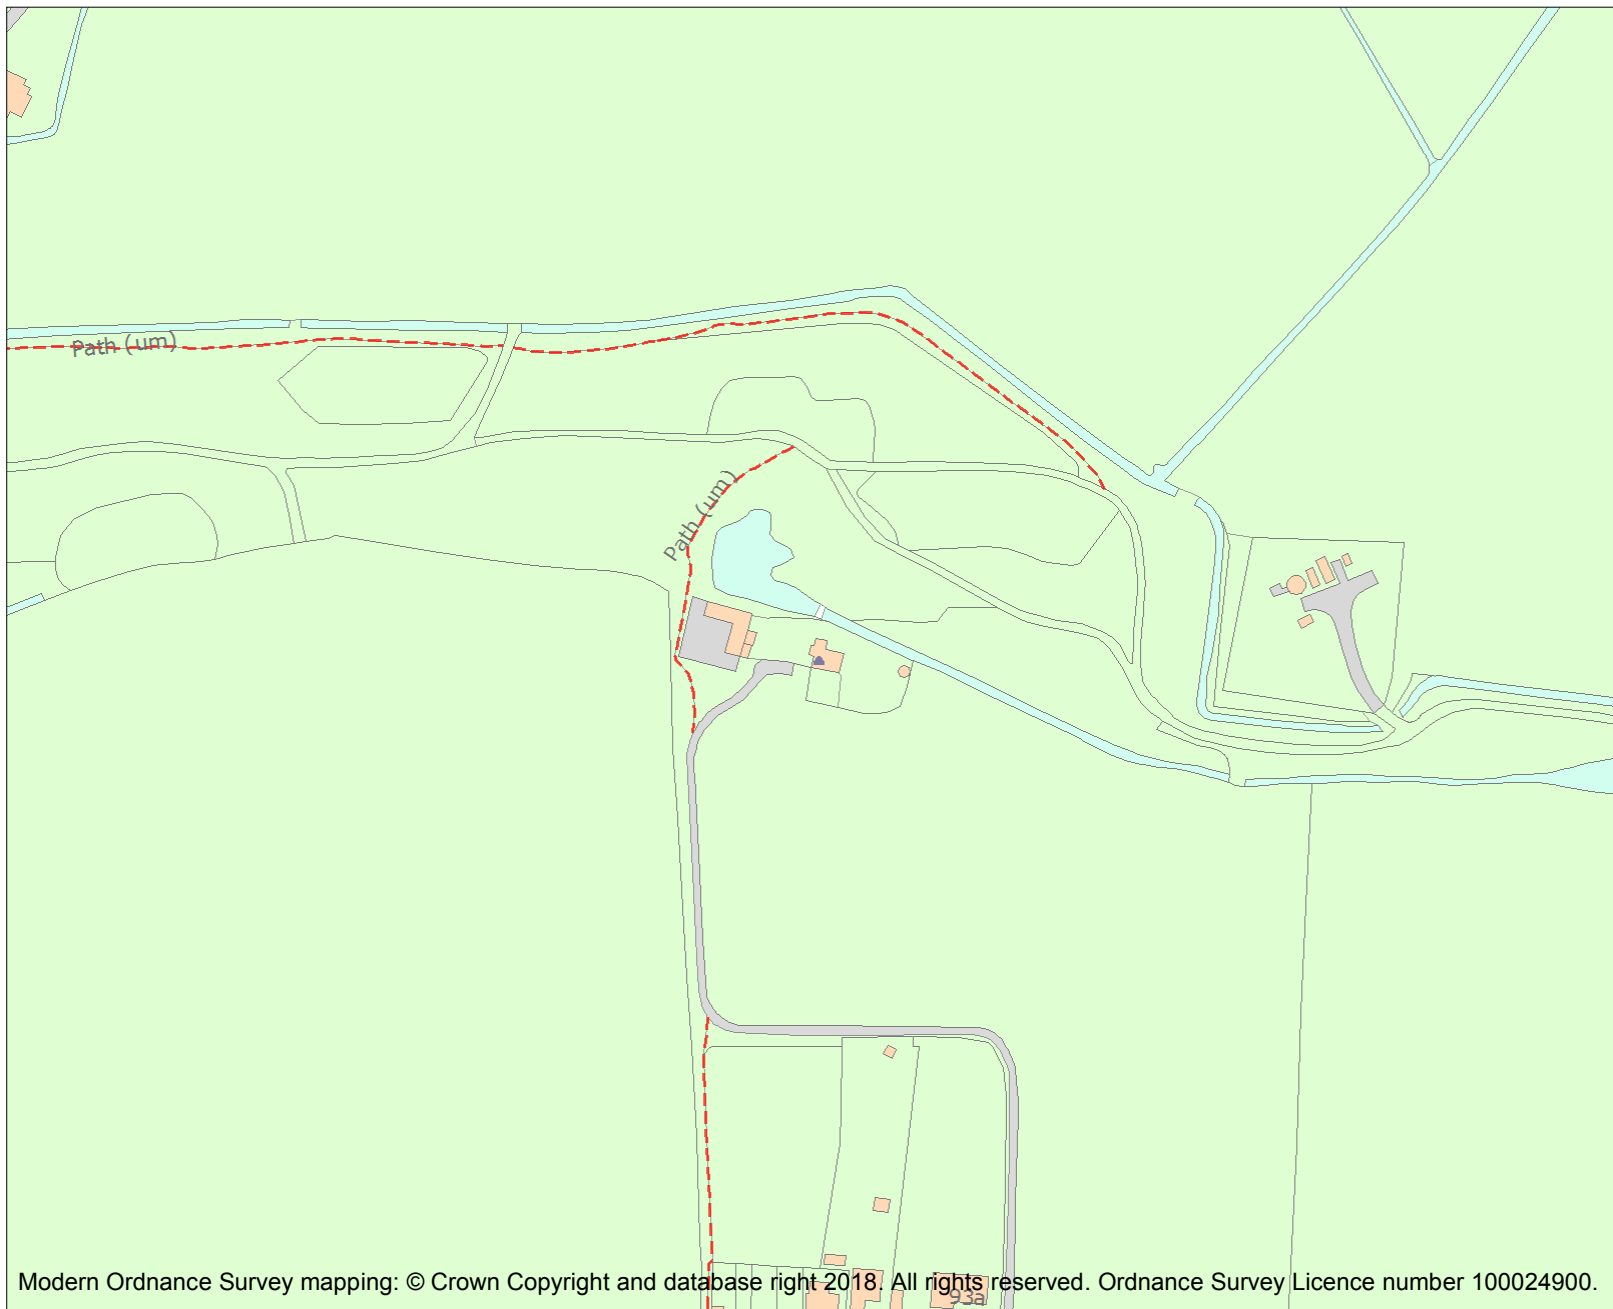 Path (um)
Path (um)
93a
Modern Ordnance Survey mapping: © Crown Copyright and database right 2018. All rights reserved. Ordnance Survey Licence number 100024900.